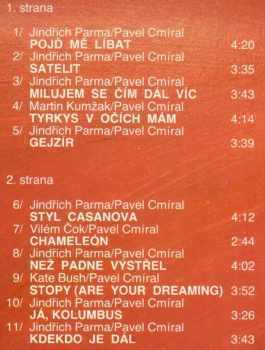 1. strana
1/ Jindřich Parma/Pavel Cmíral
POJĎ MĚ LÍBAT 4:20
2/ Jindřich Parma/Pavel Cmíral
SATELIT 3:35
3/ Jindřich Parma/Pavel Cmíral
MILUJEM SE ČÍM DÁL VÍC 3:43
4/ Martin Kumžak/Pavel Cmíral
TYRKYS V OČÍCH MÁM 4:14
5/ Jindřich Parma/Pavel Cmíral
GEJZÍR 3:39
2. strana
6/ Jindřich Parma/Pavel Cmíral
STYL CASANOVA 4:12
7/ Vilém Čok/Pavel Cmíral
CHAMELEÓN 2:44
8/ Jindřich Parma/Pavel Cmíral
NEŽ PADNE VÝSTŘEL 4:02
9/ Kate Bush/Pavel Cmíral
STOPY (ARE YOUR DREAMING) 3:52
10/ Jindřich Parma/Pavel Cmíral
JÁ, KOLUMBUS 3:26
11/ Jindřich Parma/Pavel Cmíral
KDEKDO JE DÁL 3:43